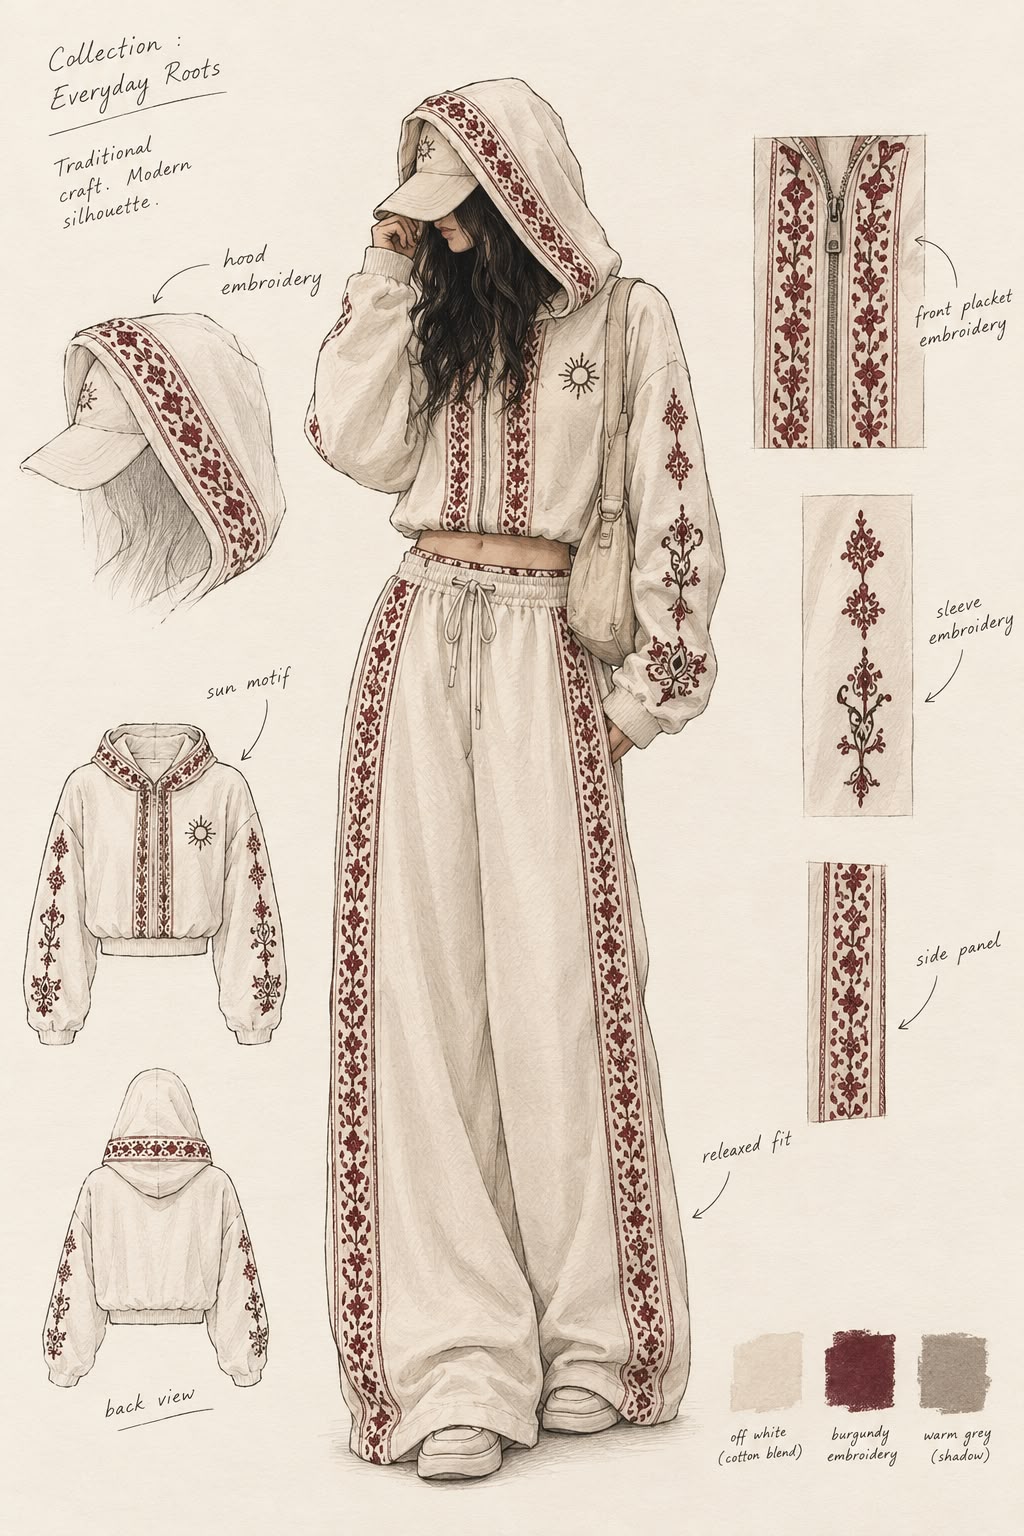 Collection :
Everyday Roots
Traditional
craft. Modern
silhouette.
hood
embroidery
front placket
embroidery
sleeve
embroidery
sun motif
side panel
relaxed fit
back view
off white
(cotton blend)
burgundy
embroidery
warm grey
(shadow)